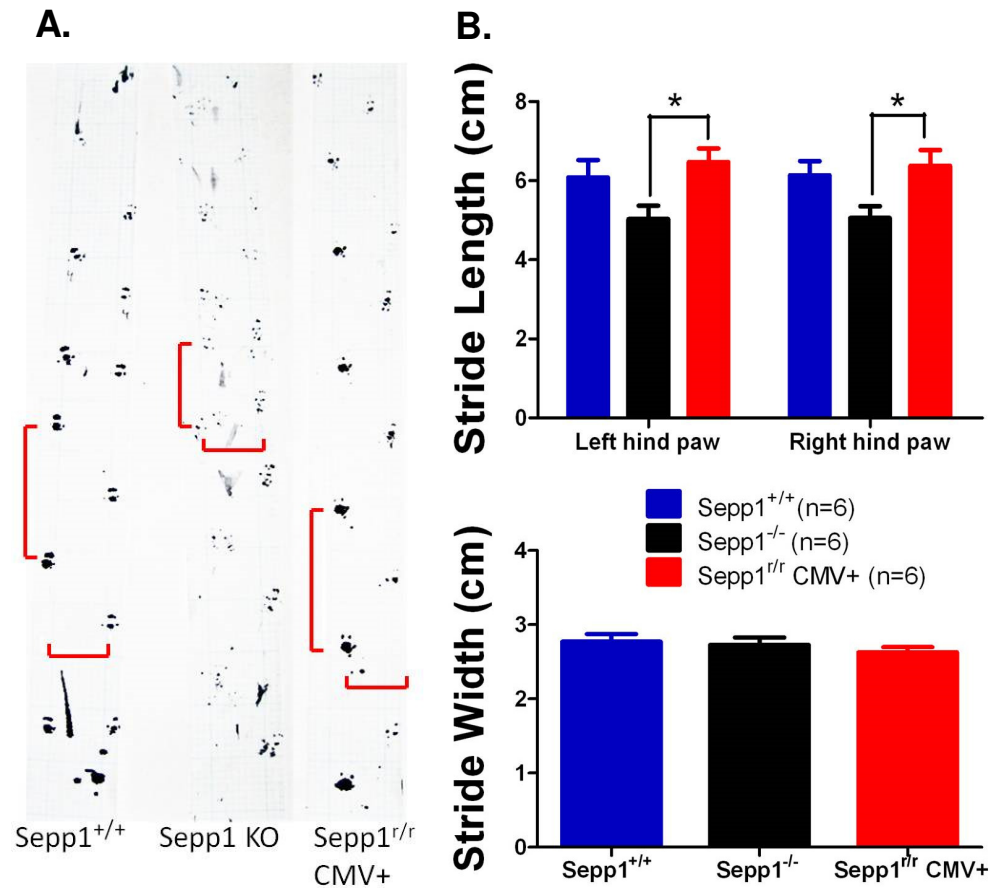 A.
B.
Sepp1+/+
Sepp1 KO
Sepp1r/r
CMV+
Stride Length (cm)
8
6
4
2
0
*
*
Left hind paw
Right hind paw
Sepp1+/+ (n=6)
Sepp1-/- (n=6)
Sepp1r/r CMV+ (n=6)
Stride Width (cm)
4
3
2
1
0
Sepp1+/+
Sepp1-/-
Sepp1r/r CMV+